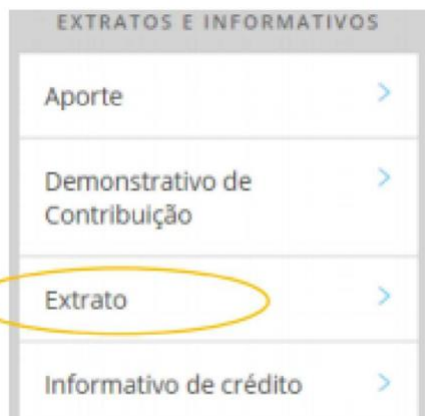 EXTRATOS E INFORMATIVOS
Aporte
Demonstrativo de
Contribuição
Extrato
Informativo de crédito